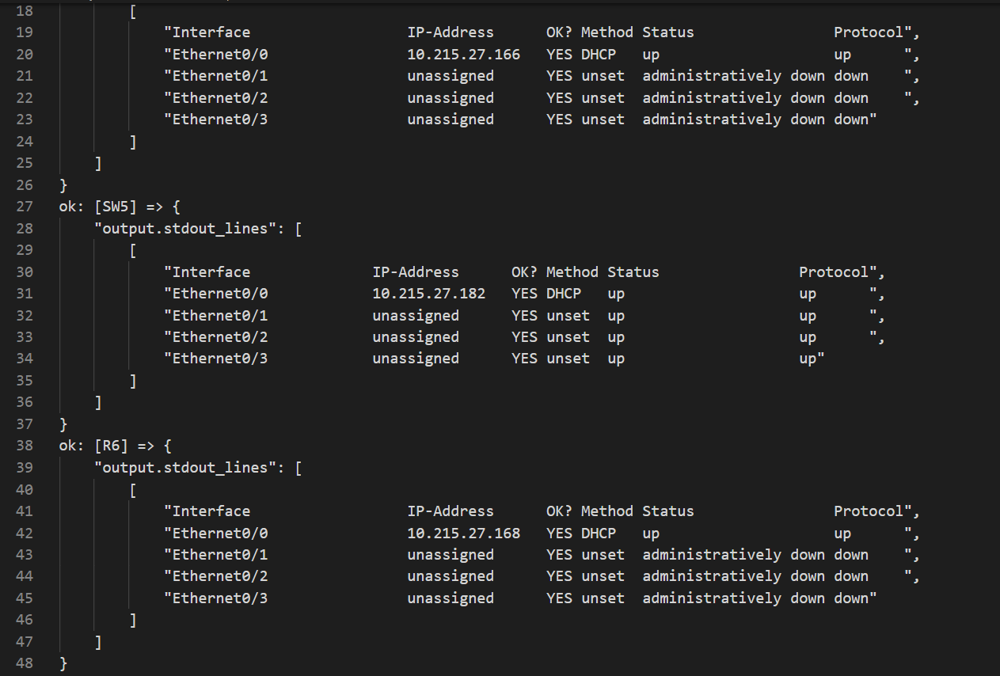 18         [
19             "Interface                  IP-Address      OK? Method Status                Protocol",
20             "Ethernet0/0                10.215.27.166   YES DHCP   up                    up      ",
21             "Ethernet0/1                unassigned      YES unset  administratively down down    ",
22             "Ethernet0/2                unassigned      YES unset  administratively down down    ",
23             "Ethernet0/3                unassigned      YES unset  administratively down down"
24         ]
25     ]
26 }
27 ok: [SW5] => {
28     "output.stdout_lines": [
29         [
30             "Interface              IP-Address      OK? Method Status                Protocol",
31             "Ethernet0/0            10.215.27.182   YES DHCP   up                    up      ",
32             "Ethernet0/1            unassigned      YES unset  up                    up      ",
33             "Ethernet0/2            unassigned      YES unset  up                    up      ",
34             "Ethernet0/3            unassigned      YES unset  up                    up"
35         ]
36     ]
37 }
38 ok: [R6] => {
39     "output.stdout_lines": [
40         [
41             "Interface                  IP-Address      OK? Method Status                Protocol",
42             "Ethernet0/0                10.215.27.168   YES DHCP   up                    up      ",
43             "Ethernet0/1                unassigned      YES unset  administratively down down    ",
44             "Ethernet0/2                unassigned      YES unset  administratively down down    ",
45             "Ethernet0/3                unassigned      YES unset  administratively down down"
46         ]
47     ]
48 }